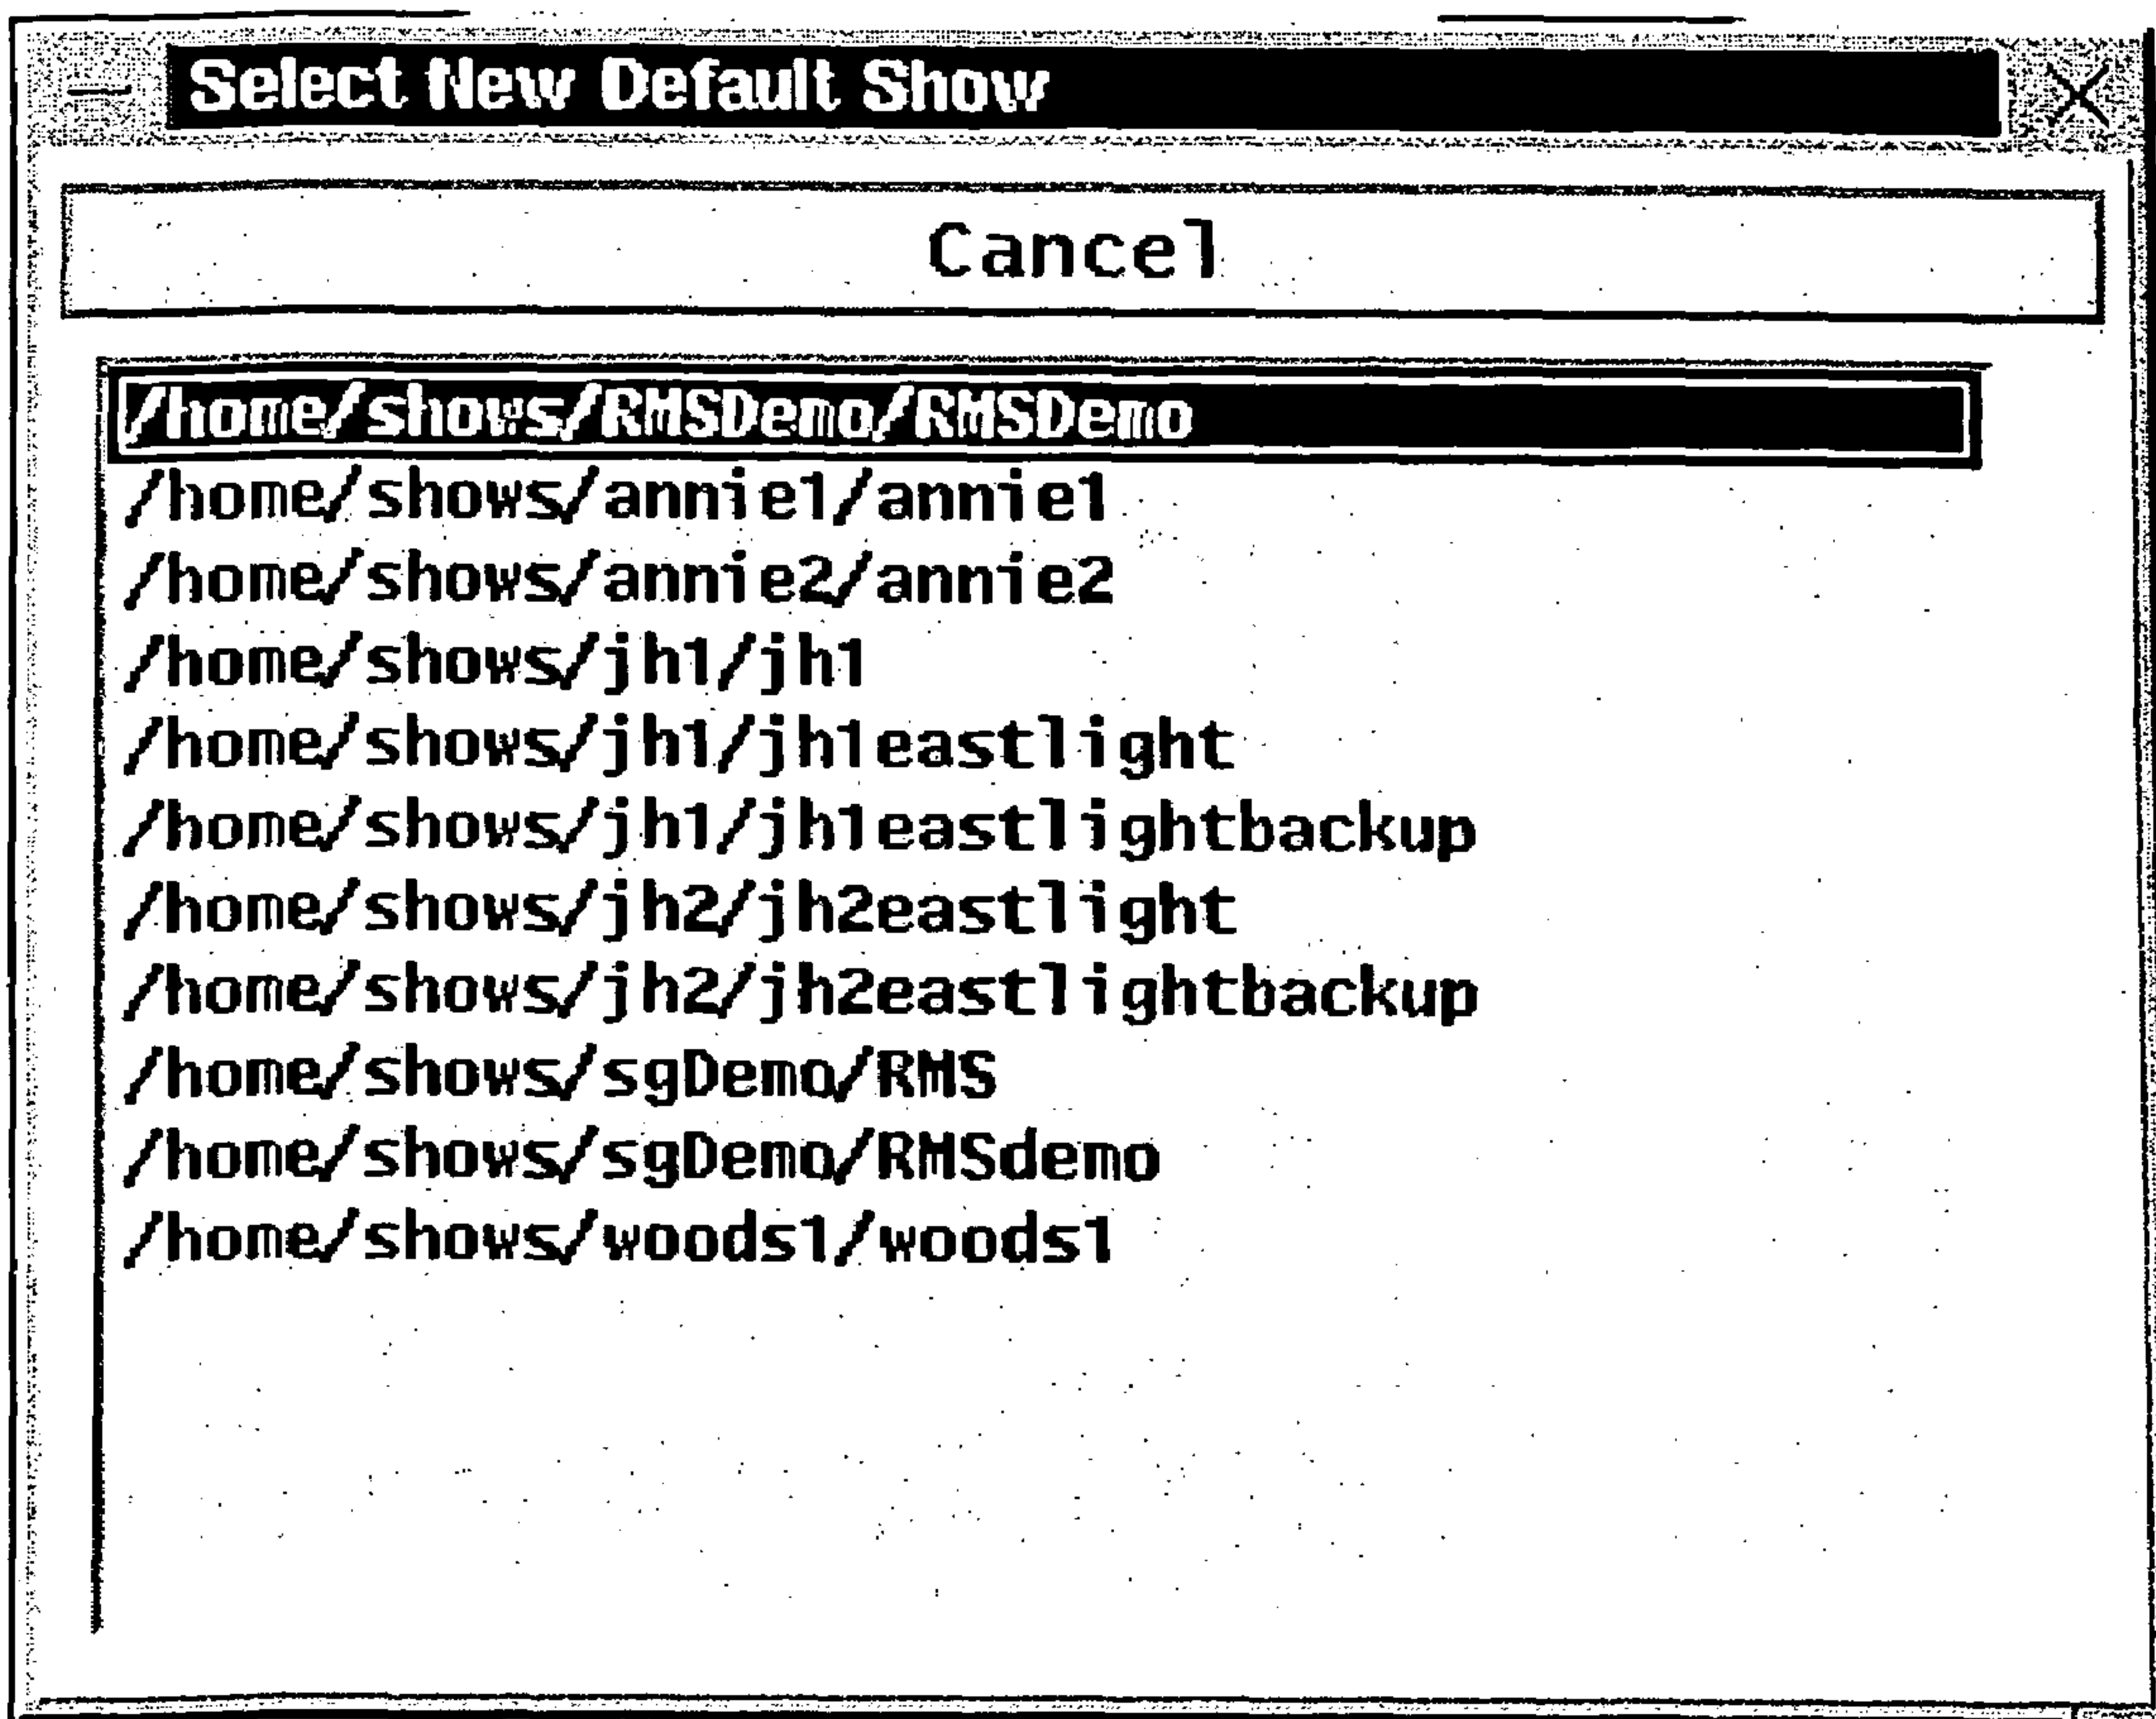 Select New Default Show
Cancel
/home/shows/RMSDemo/RMSDemo
/home/shows/annie1/annie1
/home/shows/annie2/annie2
/home/shows/jh1/jh1
/home/shows/jh1/jh1eastlight
/home/shows/jh1/jh1eastlightbackup
/home/shows/jh2/jh2eastlight
/home/shows/jh2/jh2eastlightbackup
/home/shows/sgDemo/RMS
/home/shows/sgDemo/RMSdemo
/home/shows/woods1/woods1